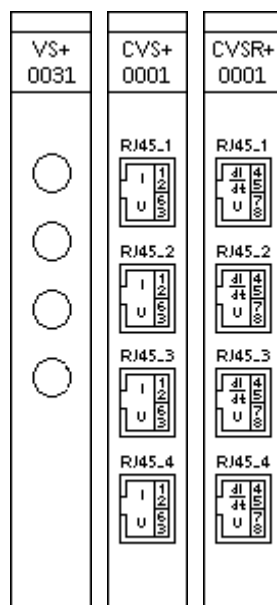 VS+
0031
CVS+
0001
RJ45_1
I 1
2
U 6
3
RJ45_2
I 1
2
U 6
3
RJ45_3
I 1
2
U 6
3
RJ45_4
I 1
2
U 6
3
CVSR+
0001
RJ45_1
dI 4
dt 5
U 7
8
RJ45_2
dI 4
dt 5
U 7
8
RJ45_3
dI 4
dt 5
U 7
8
RJ45_4
dI 4
dt 5
U 7
8